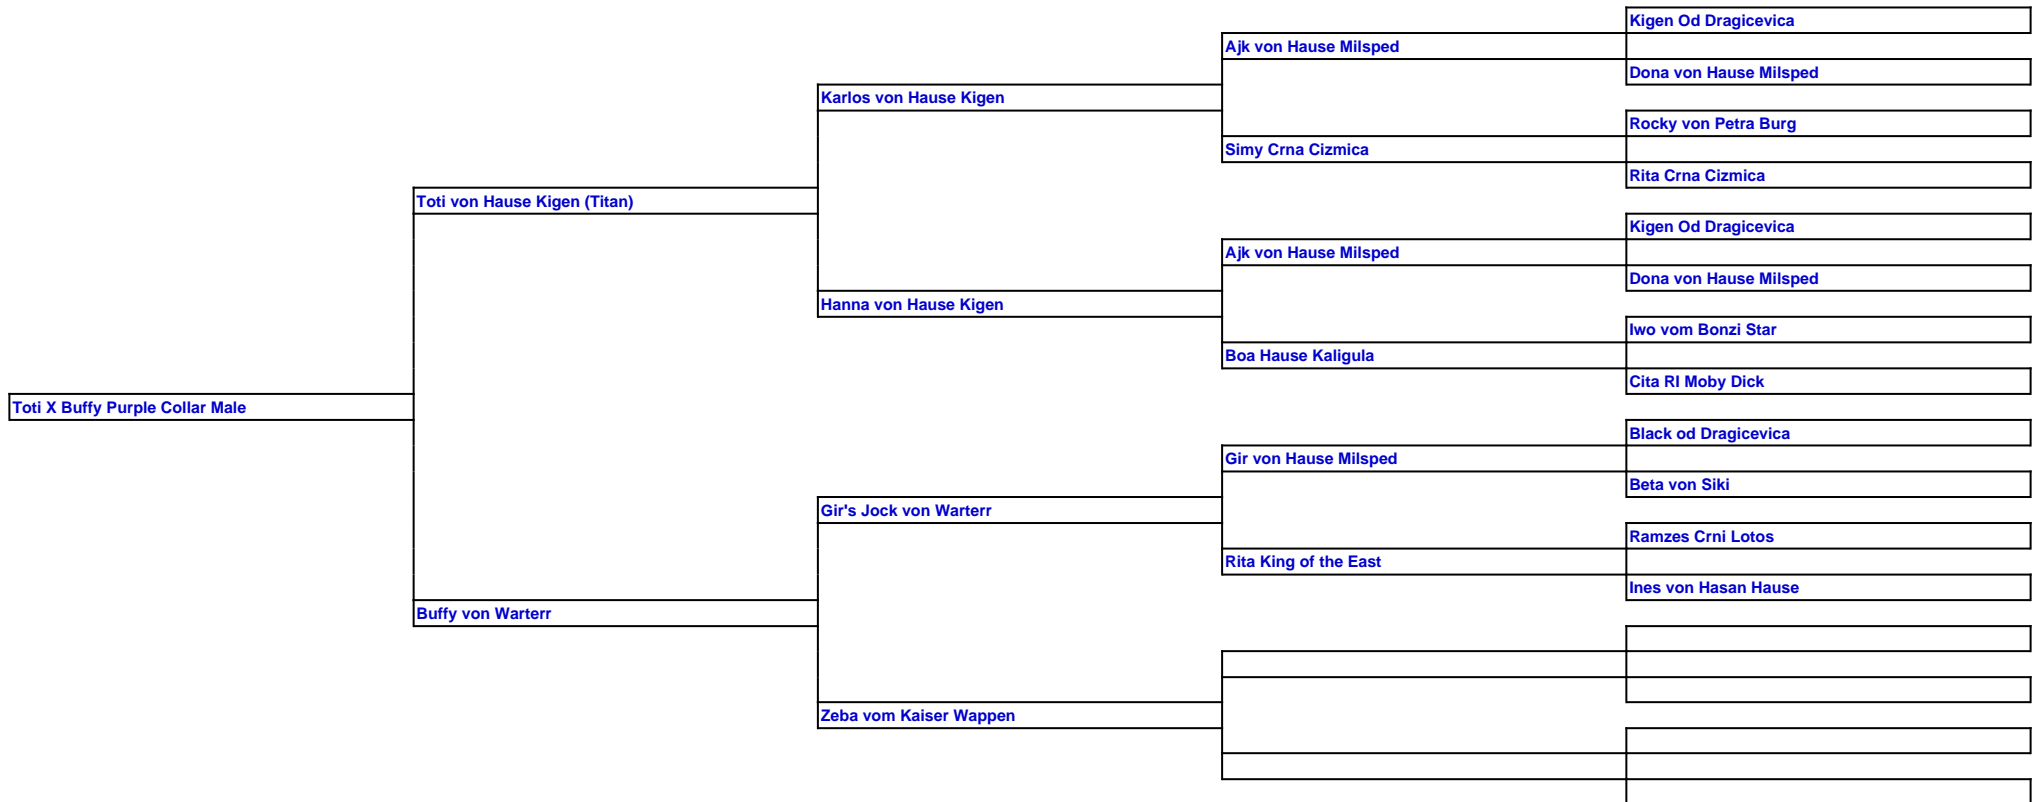 Kigen Od Dragicevica
Ajk von Hause Milsped
Dona von Hause Milsped
Karlos von Hause Kigen
Rocky von Petra Burg
Simy Crna Cizmica
Rita Crna Cizmica
Toti von Hause Kigen (Titan)
Kigen Od Dragicevica
Ajk von Hause Milsped
Dona von Hause Milsped
Hanna von Hause Kigen
Iwo vom Bonzi Star
Boa Hause Kaligula
Cita RI Moby Dick
Toti X Buffy Purple Collar Male
Black od Dragicevica
Gir von Hause Milsped
Beta von Siki
Gir's Jock von Warterr
Ramzes Crni Lotos
Rita King of the East
Ines von Hasan Hause
Buffy von Warterr
Zeba vom Kaiser Wappen